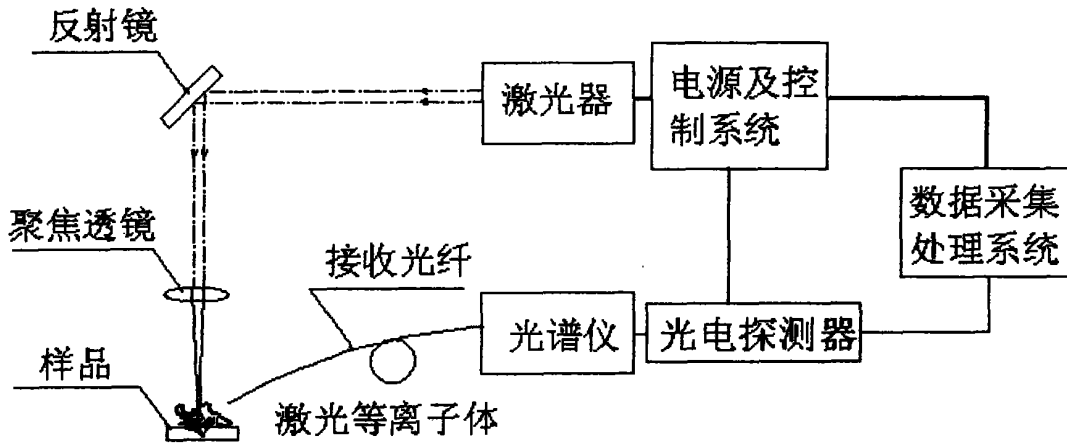 反射镜
激光器
电源及控
制系统
数据采集
处理系统
聚焦透镜
接收光纤
光谱仪
光电探测器
样品
激光等离子体